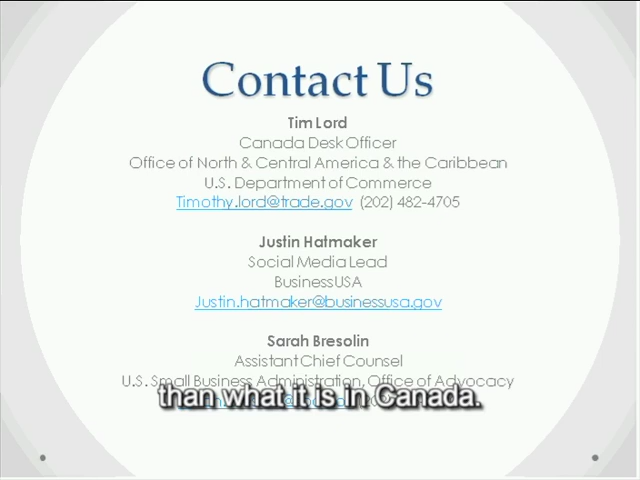 Contact Us
Tim Lord
Canada Desk Officer
Office of North & Central America & the Caribbean
U.S. Department of Commerce
Timothy.lord@trade.gov (202) 482-4705
Justin Hatmaker
Social Media Lead
BusinessUSA
Justin.hatmaker@businessusa.gov
Sarah Bresolin
Assistant Chief Counsel
U.S. Small Business Administration, Office of Advocacy
than what it is in Canada.